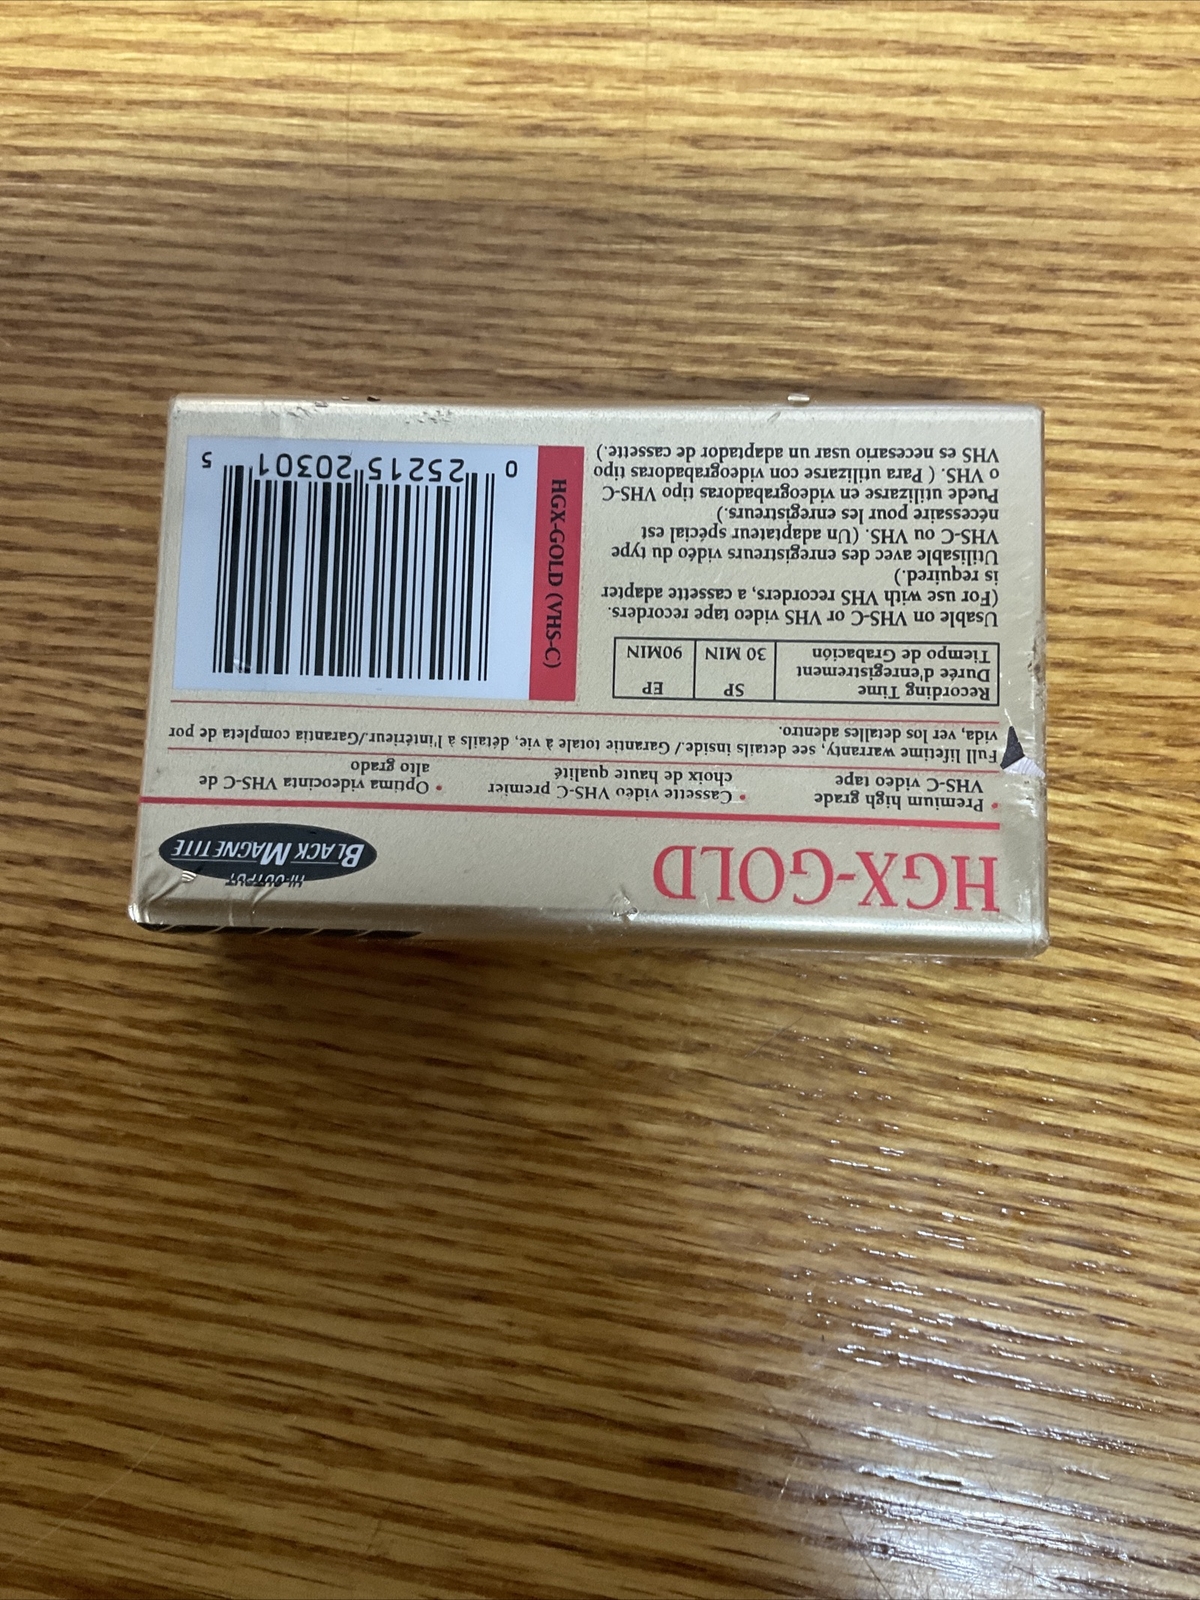 HGX-GOLD
HI-OUTPUT
BLACK MAGNETITE
• Premium high grade
VHS-C video tape
• Cassette vidéo VHS-C premier
choix de haute qualité
• Optima videocinta VHS-C de
alto grado
Full lifetime warranty, see details inside./ Garantie totale à vie, détails à l'intérieur./Garantia completa de por
vida, ver los detalles adentro.
Recording Time SP EP
Durée d'enregistrement
Tiempo de Grabación 30 MIN 90MIN
Usable on VHS-C or VHS video tape recorders.
(For use with VHS recorders, a cassette adapter
is required.)
Utilisable avec des enregistreurs vidéo du type
VHS-C ou VHS. (Un adaptateur spécial est
nécessaire pour les enregistreurs.)
Puede utilizarse en videograbadoras tipo VHS-C
o VHS. ( Para utilizarse con videograbadoras tipo
VHS es necesario usar un adaptador de cassette.)
HGX-GOLD (VHS-C)
0 25215 20301 5